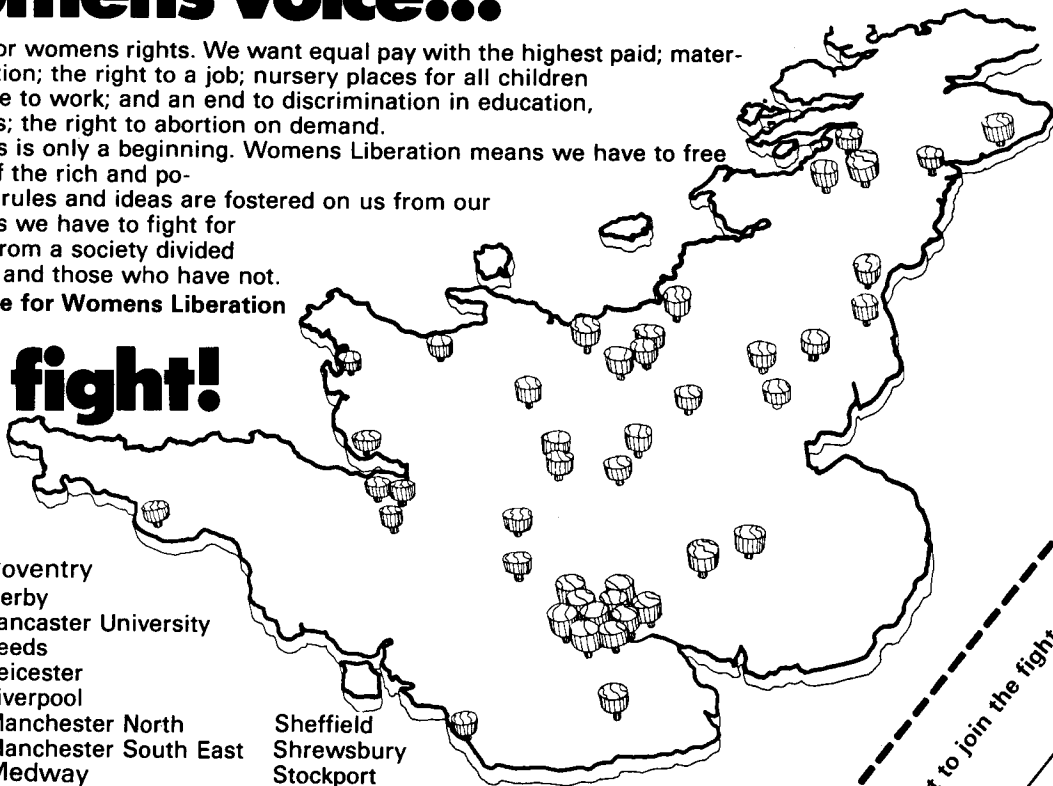 omens voice...
or womens rights. We want equal pay with the highest paid; mater-
tion; the right to a job; nursery places for all children
e to work; and an end to discrimination in education,
s; the right to abortion on demand.
s is only a beginning. Womens Liberation means we have to free
f the rich and po-
rules and ideas are fostered on us from our
s we have to fight for
rom a society divided
and those who have not.
e for Womens Liberation
fight!
oventry
erby
ancaster University
eeds
eicester
iverpool
Manchester North
Manchester South East
Medway
Sheffield
Shrewsbury
Stockport
t to join the fight